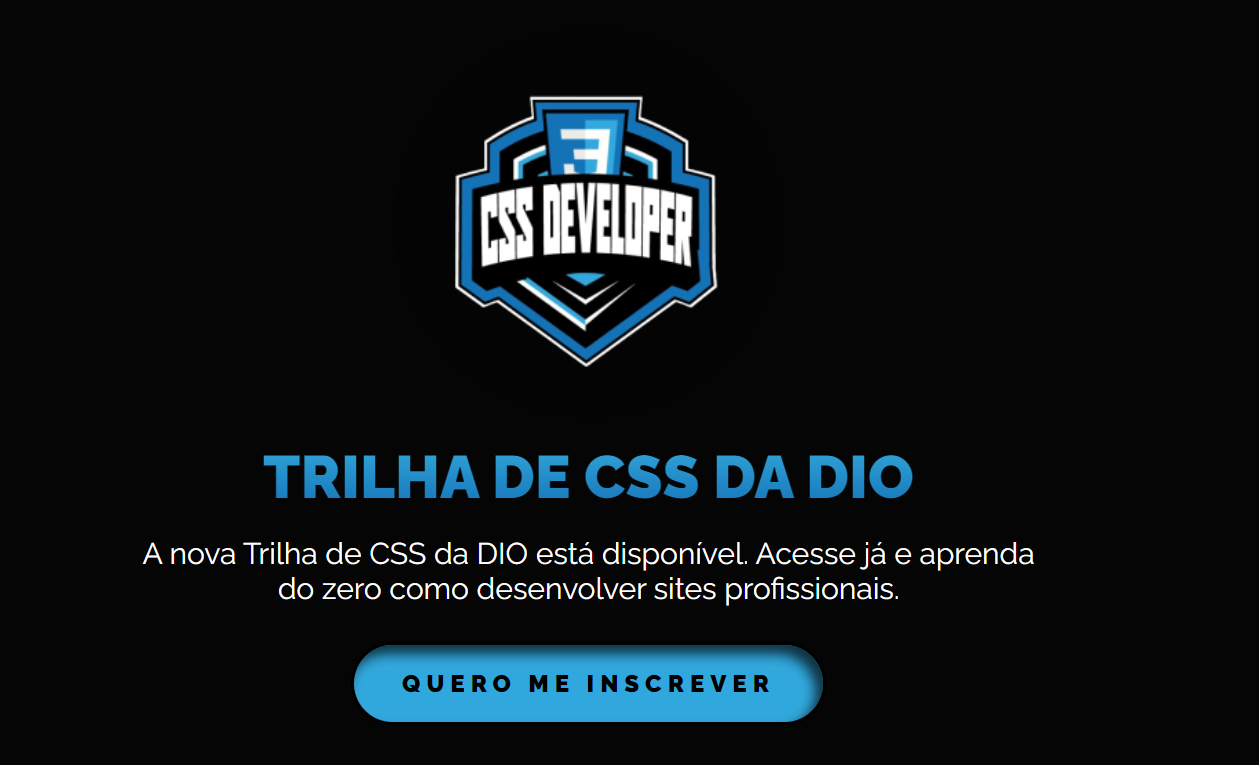 3
CSS DEVELOPER
TRILHA DE CSS DA DIO
A nova Trilha de CSS da DIO está disponível. Acesse já e aprenda
do zero como desenvolver sites profissionais.
QUERO ME INSCREVER